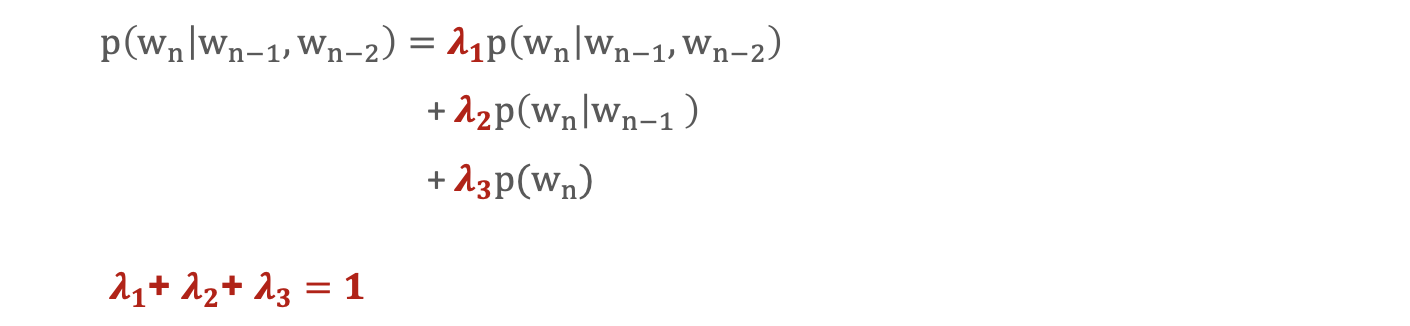 p(wₙ|wₙ₋₁, wₙ₋₂) = λ₁p(wₙ|wₙ₋₁, wₙ₋₂)
+ λ₂p(wₙ|wₙ₋₁ )
+ λ₃p(wₙ)
λ₁+ λ₂+ λ₃ = 1